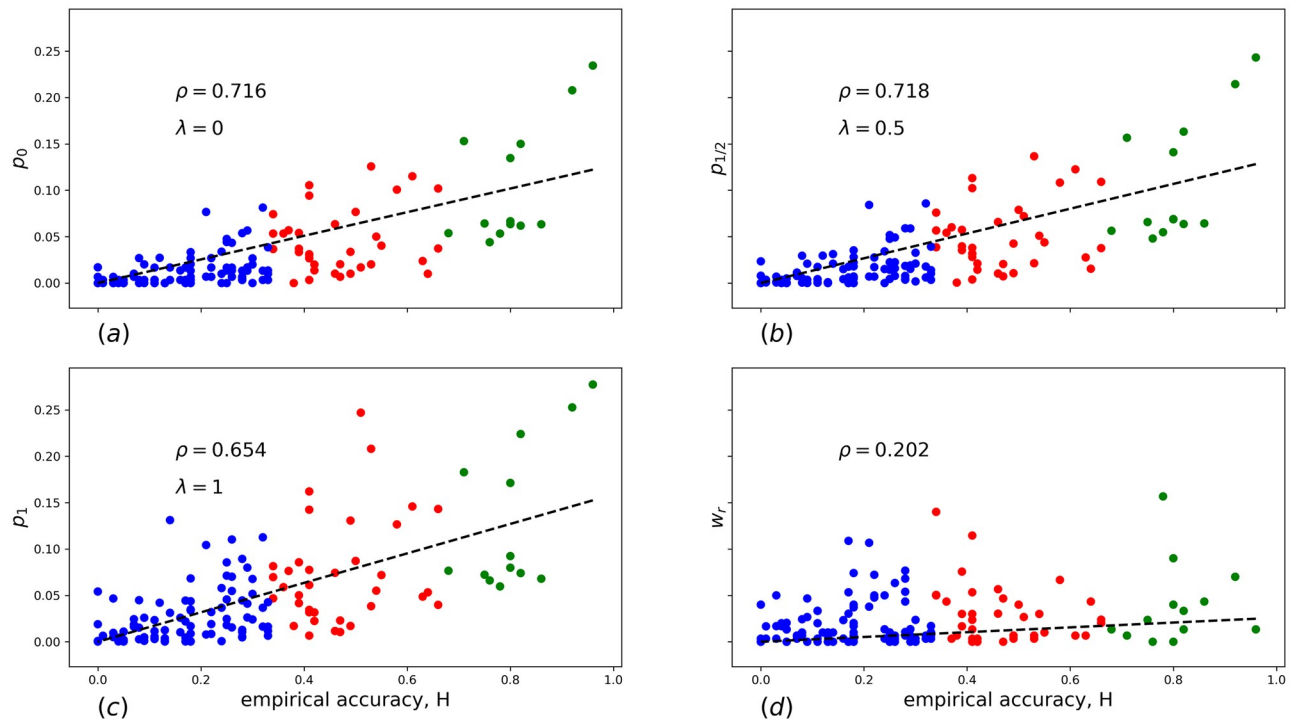 0.25
0.20
0.15
0.10
0.05
0.00
p₀
ρ = 0.716
λ = 0
(a)
p₁/₂
ρ = 0.718
λ = 0.5
(b)
0.25
0.20
0.15
0.10
0.05
0.00
p₁
ρ = 0.654
λ = 1
0.0 0.2 0.4 0.6 0.8 1.0
empirical accuracy, H
(c)
wᵣ
ρ = 0.202
0.0 0.2 0.4 0.6 0.8 1.0
empirical accuracy, H
(d)